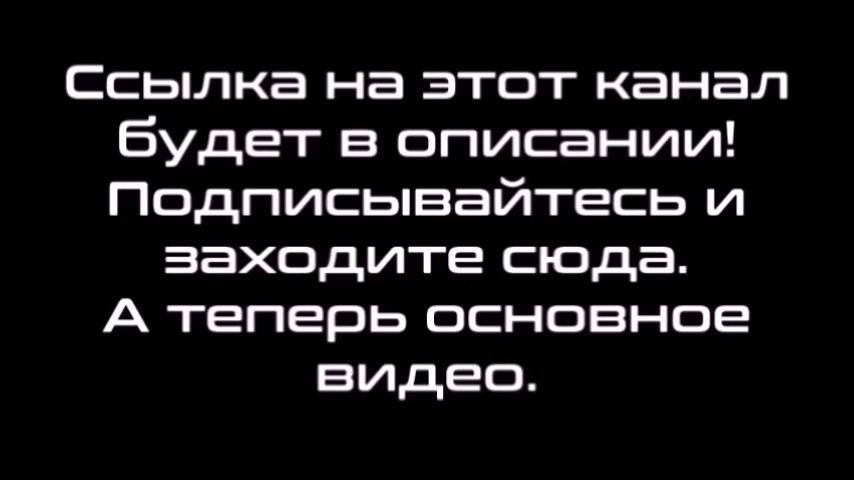 Ссылка на этот канал
будет в описании!
Подписывайтесь и
заходите сюда.
А теперь основное
видео.